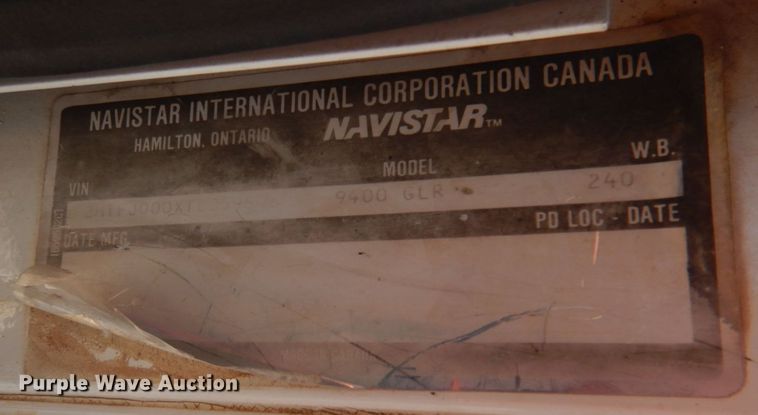 NAVISTAR INTERNATIONAL CORPORATION CANADA
HAMILTON, ONTARIO NAVISTAR™
VIN MODEL W.B.
9400 GLR 240
DATE MFG. PD LOC - DATE
Purple Wave Auction